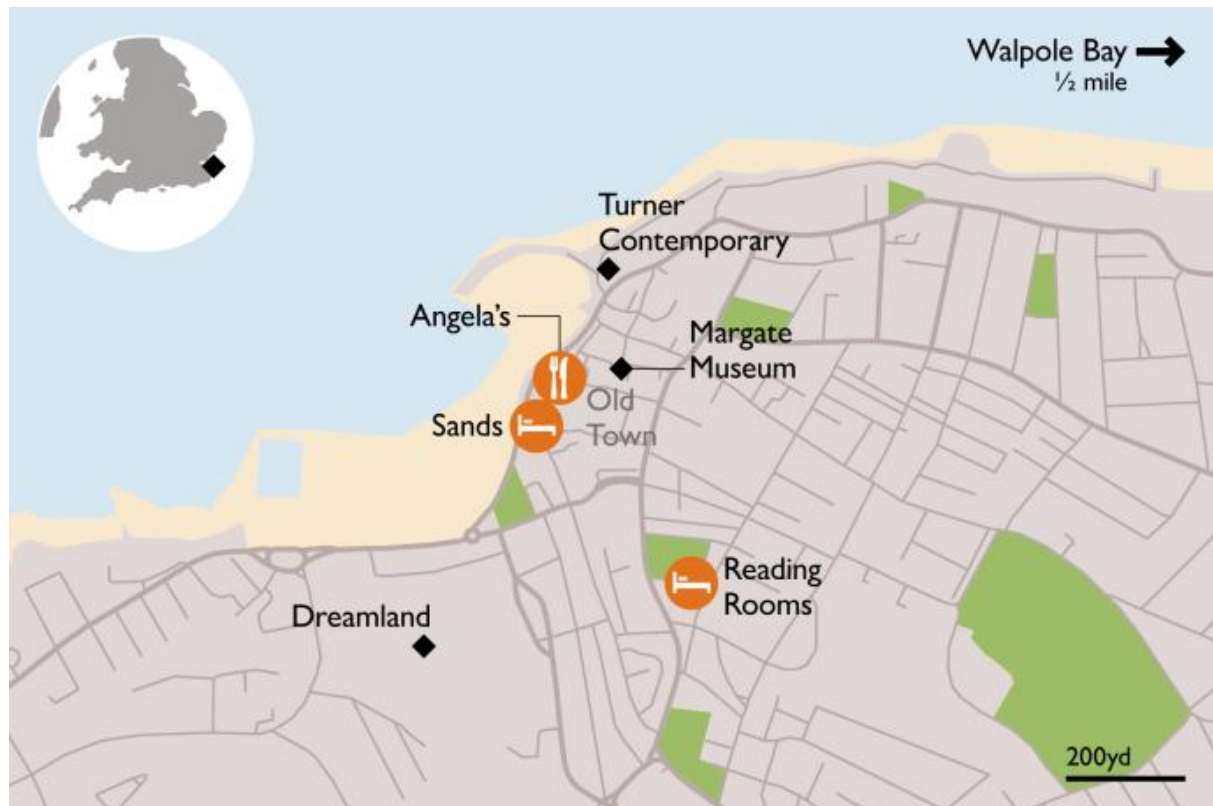 Walpole Bay
½ mile
Turner
Contemporary
Angela's
Margate
Museum
Old
Town
Sands
Reading
Rooms
Dreamland
200yd